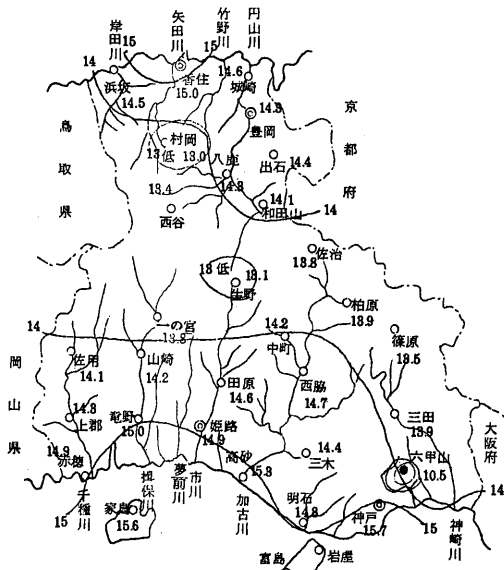 岸田川
矢田川
竹野川
円山川
15
15
14
浜坂
14.5
香住
15.0
14.6
城崎
14.3
豊岡
京都府
鳥取県
村岡
13低
13.0
八鹿
14.3
出石
14.4
13.4
西谷
14.1
和田山
14
13低
13.1
生野
佐治
13.8
柏原
13.9
一の宮
13.8
14
14.2
中町
篠原
13.5
佐用
14.1
山崎
14.2
田原
14.6
西脇
14.7
岡山県
14.3
上郡
竜野
15.0
姫路
14.9
三田
13.9
大阪府
14.9
赤穂
千種川
揖保川
夢前川
市川
高砂
15.3
加古川
三木
14.4
六甲山
10.5
14
15
家島
15.6
明石
14.8
神戸
15.7
15
神崎川
富島
岩屋